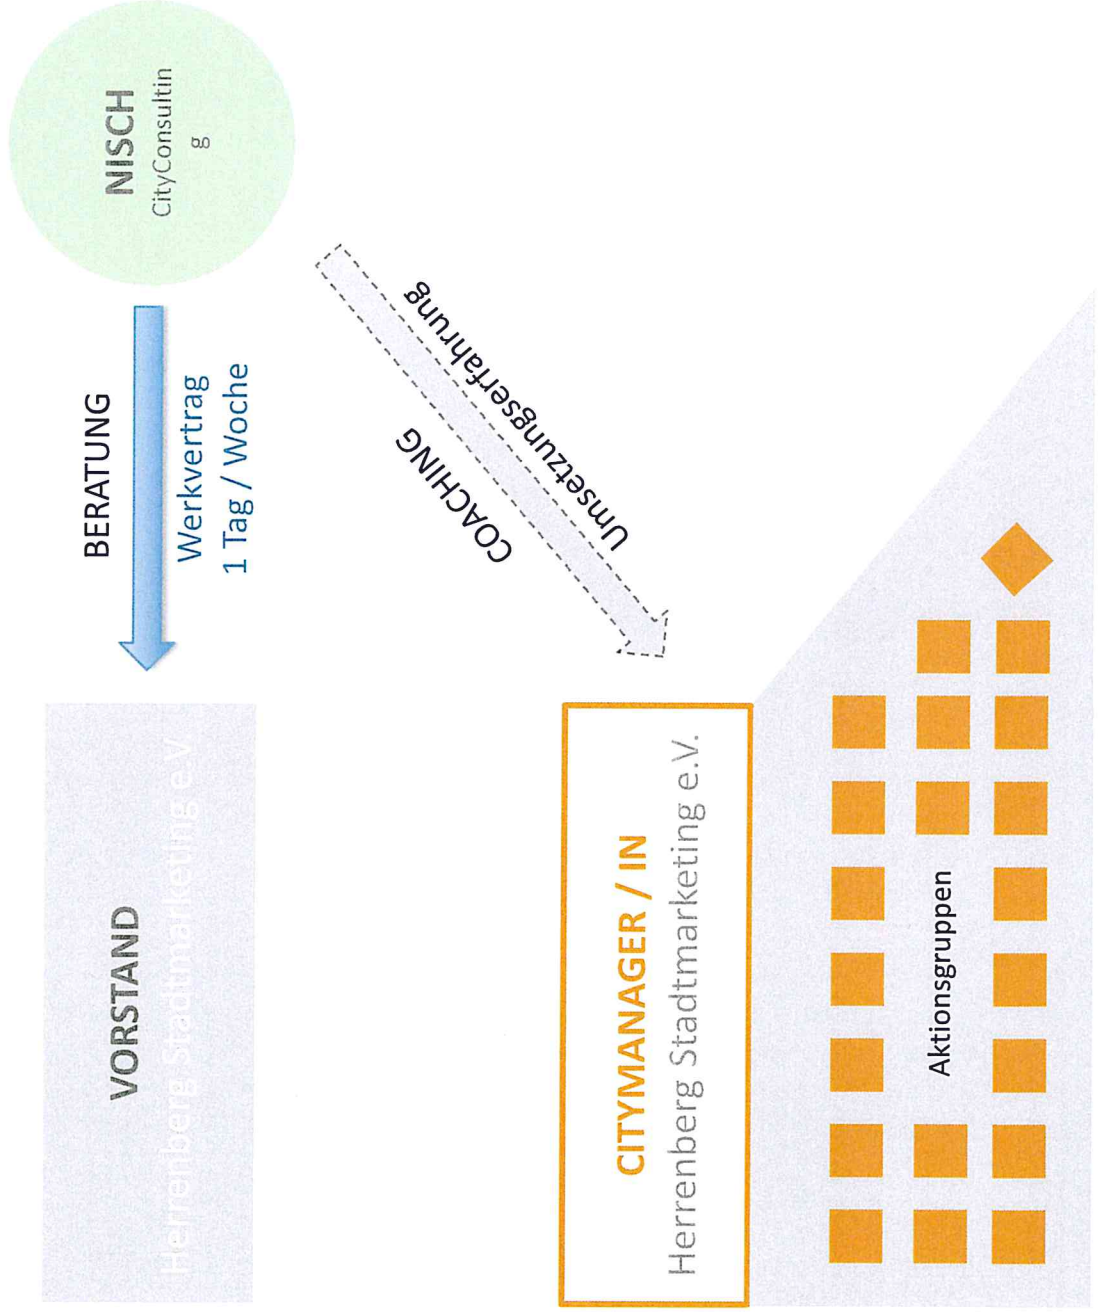 VORSTAND
Herrenberg Stadtmarketing e.V.
BERATUNG
Werkvertrag
1 Tag / Woche
NISCH
CityConsultin
g
COACHING
Umsetzungserfahrung
CITYMANAGER / IN
Herrenberg Stadtmarketing e.V.
Aktionsgruppen